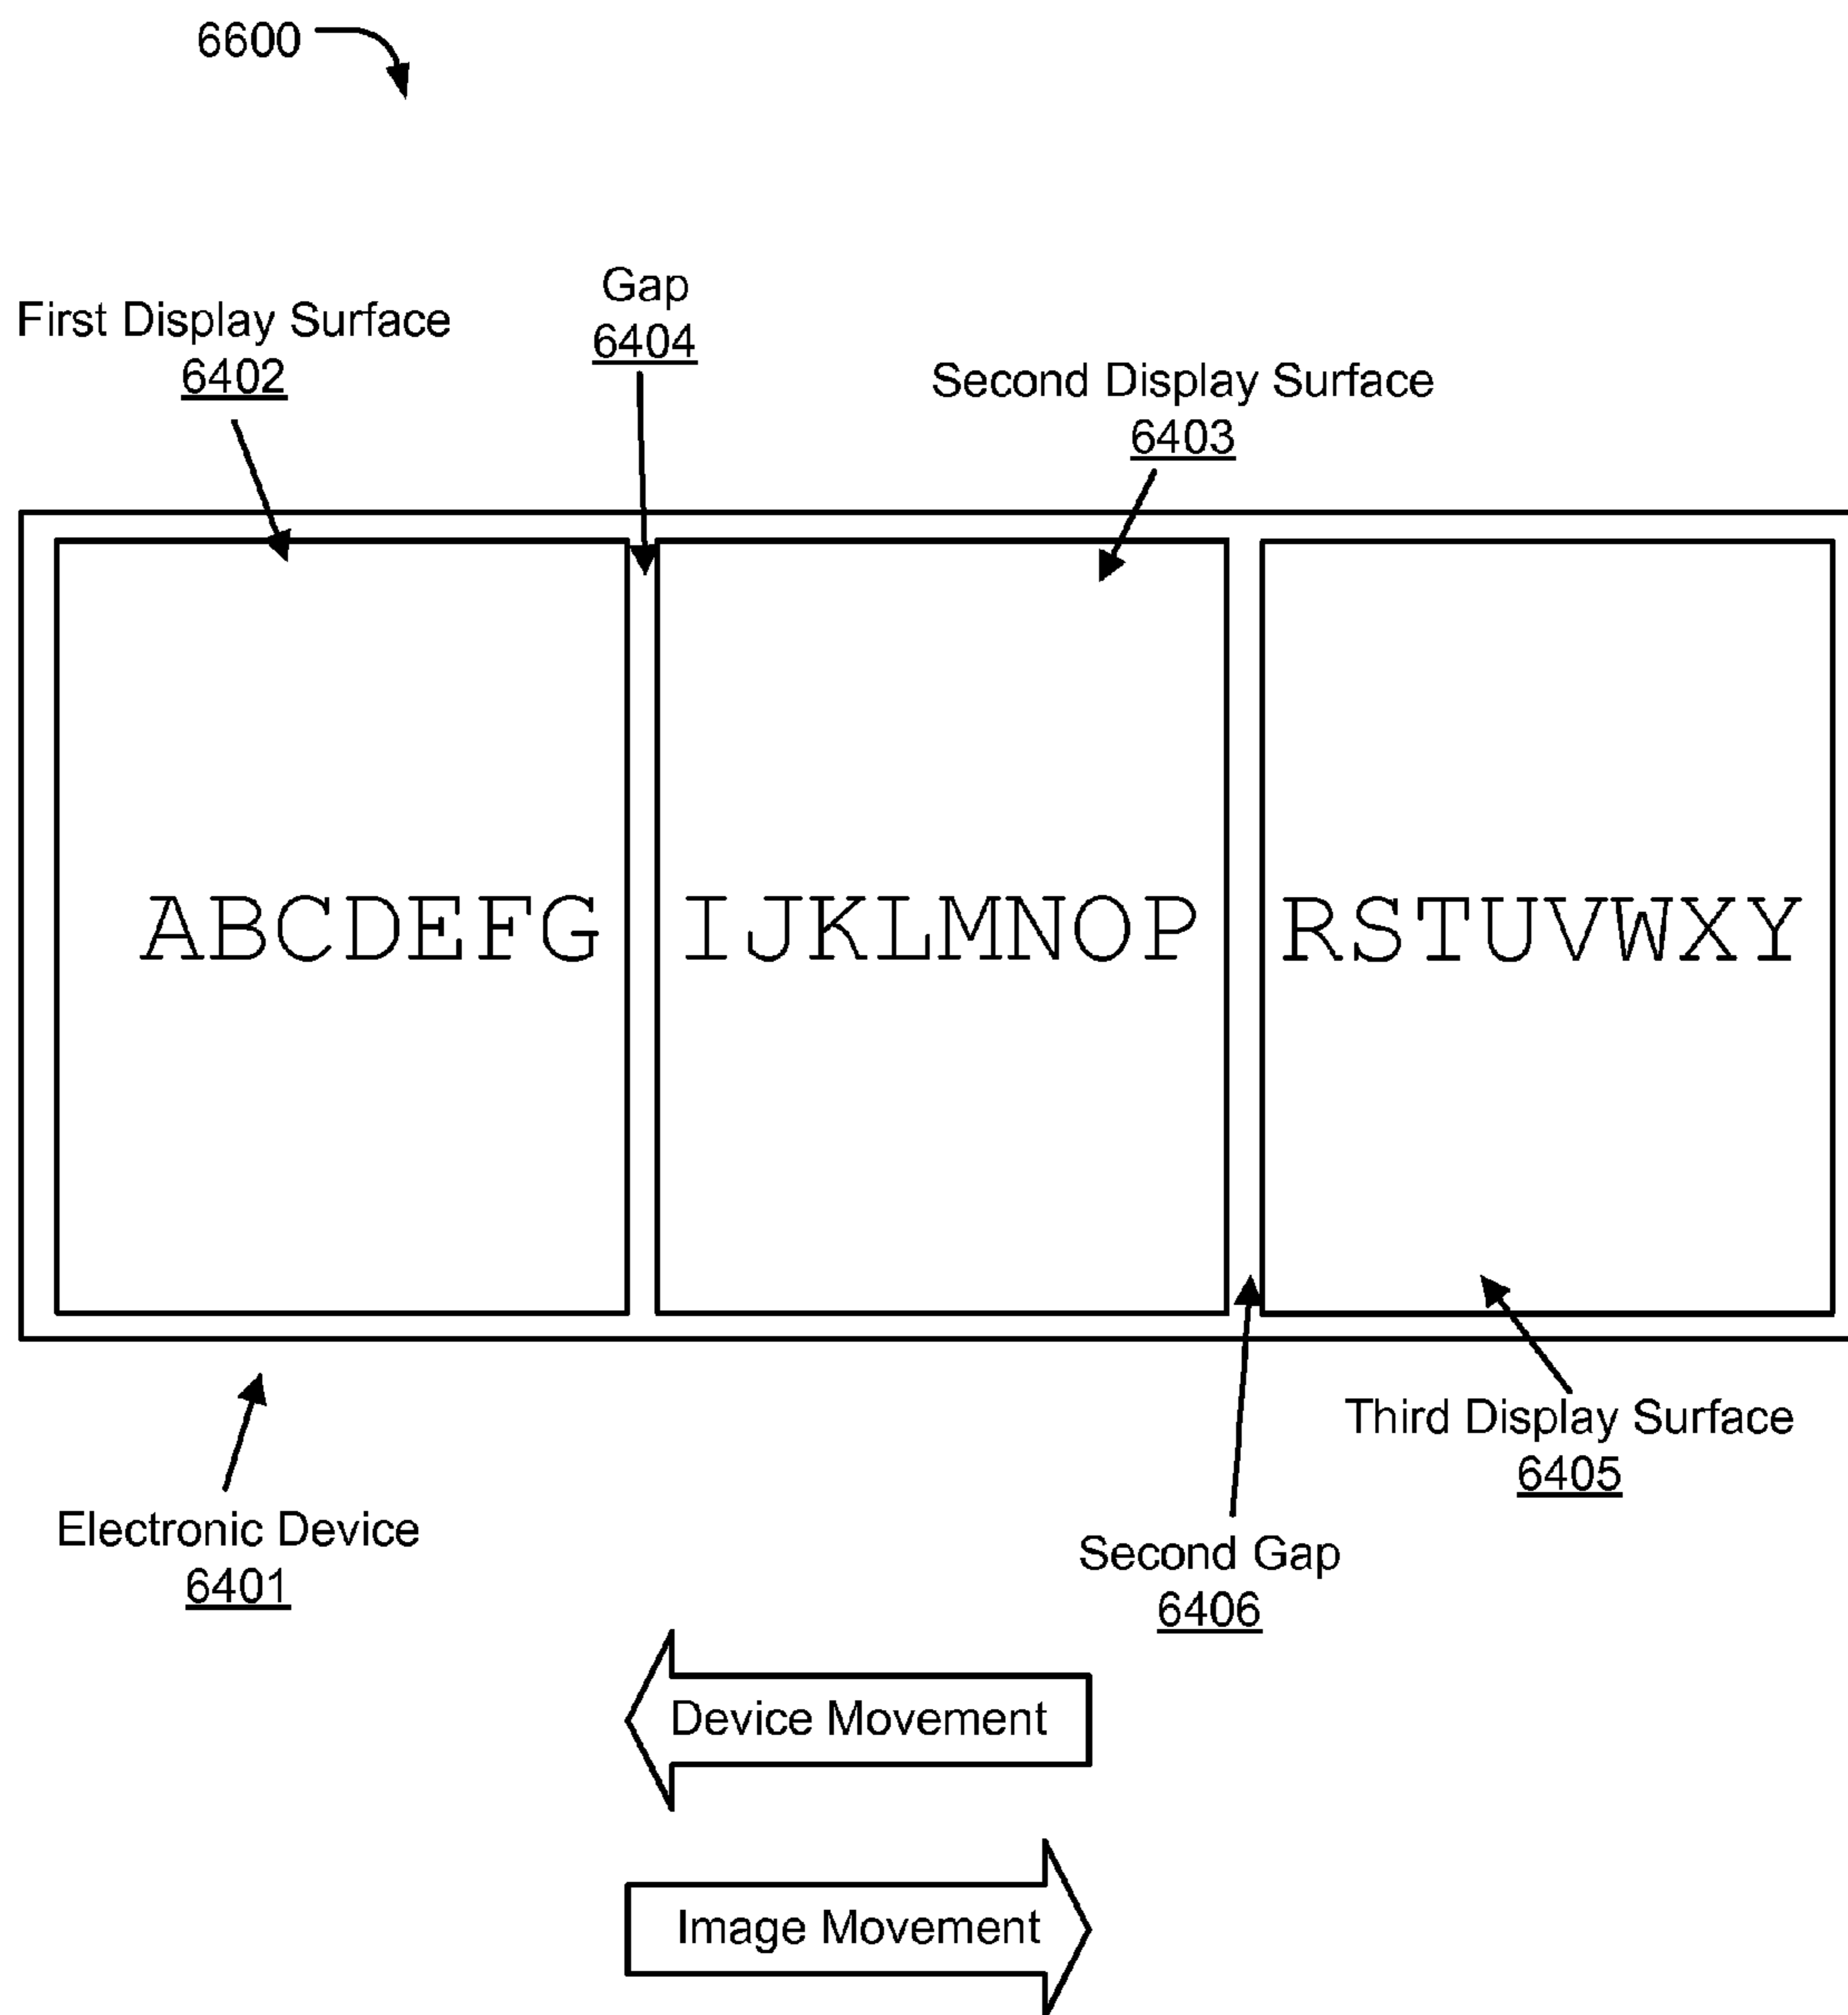 6600
First Display Surface
6402
Gap
6404
Second Display Surface
6403
ABCDEFG
IJKLMNOP
RSTUVWXY
Third Display Surface
6405
Electronic Device
6401
Second Gap
6406
Device Movement
Image Movement